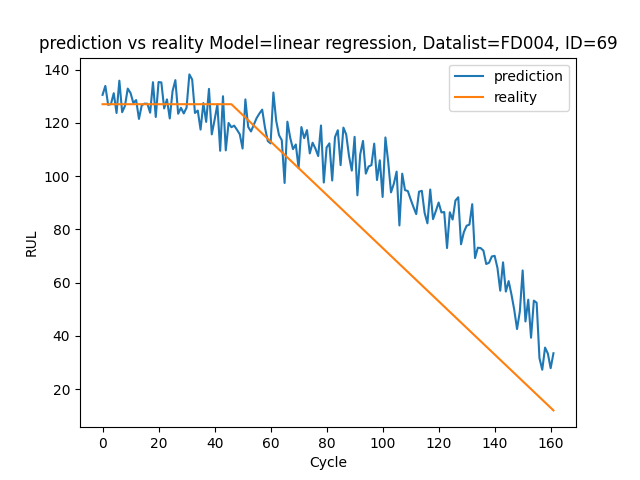 prediction vs reality Model=linear regression, Datalist=FD004, ID=69
prediction
reality
140
120
100
80
60
40
20
RUL
0 20 40 60 80 100 120 140 160
Cycle